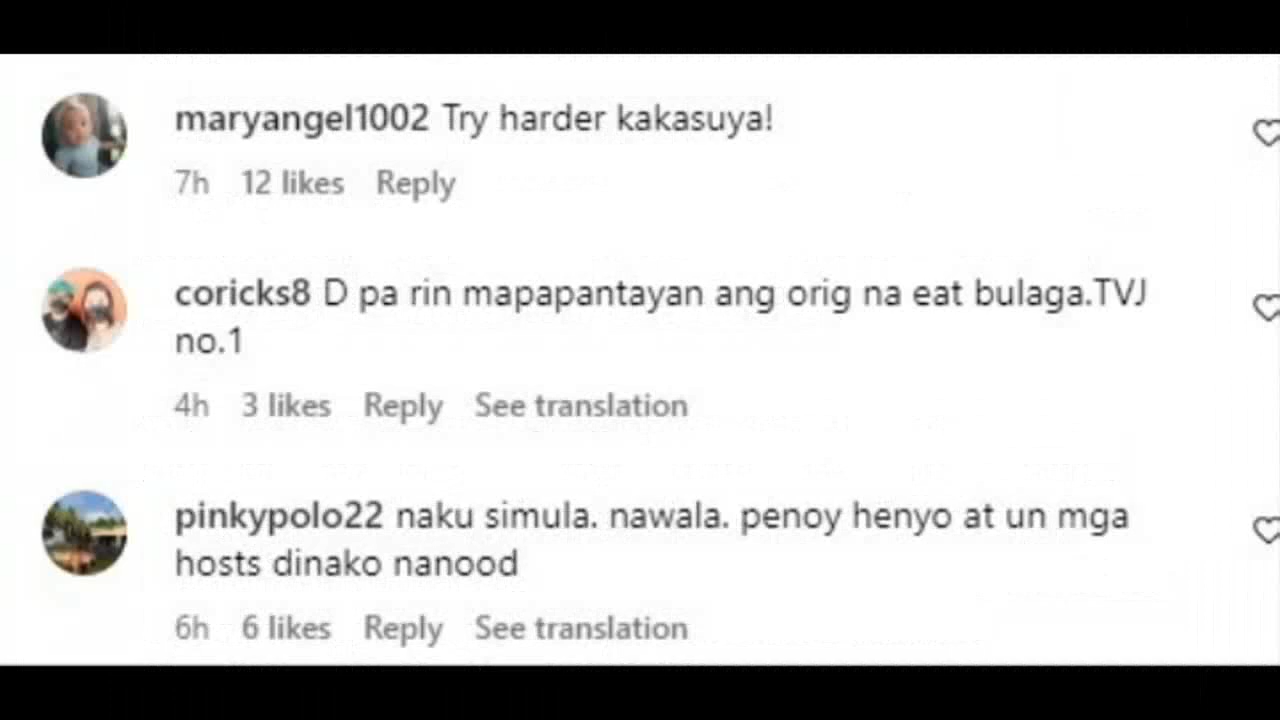 maryangel1002 Try harder kakasuya!
7h 12 likes Reply
coricks8 D pa rin mapapantayan ang orig na eat bulaga.TVJ
no.1
4h 3 likes Reply See translation
pinkypolo22 naku simula. nawala. penoy henyo at un mga
hosts dinako nanood
6h 6 likes Reply See translation